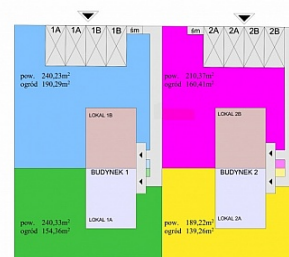 1A 1A 1B 1B śm 2A 2A 2B 2B śm
pow. 240,23m²
ogród 190,29m²
pow. 210,37m²
ogród 160,41m²
LOKAL 1B
LOKAL 2B
BUDYNEK 1
BUDYNEK 2
pow. 240,33m²
ogród 154,36m²
LOKAL 1A
pow. 189,22m²
ogród 139,26m²
LOKAL 2A